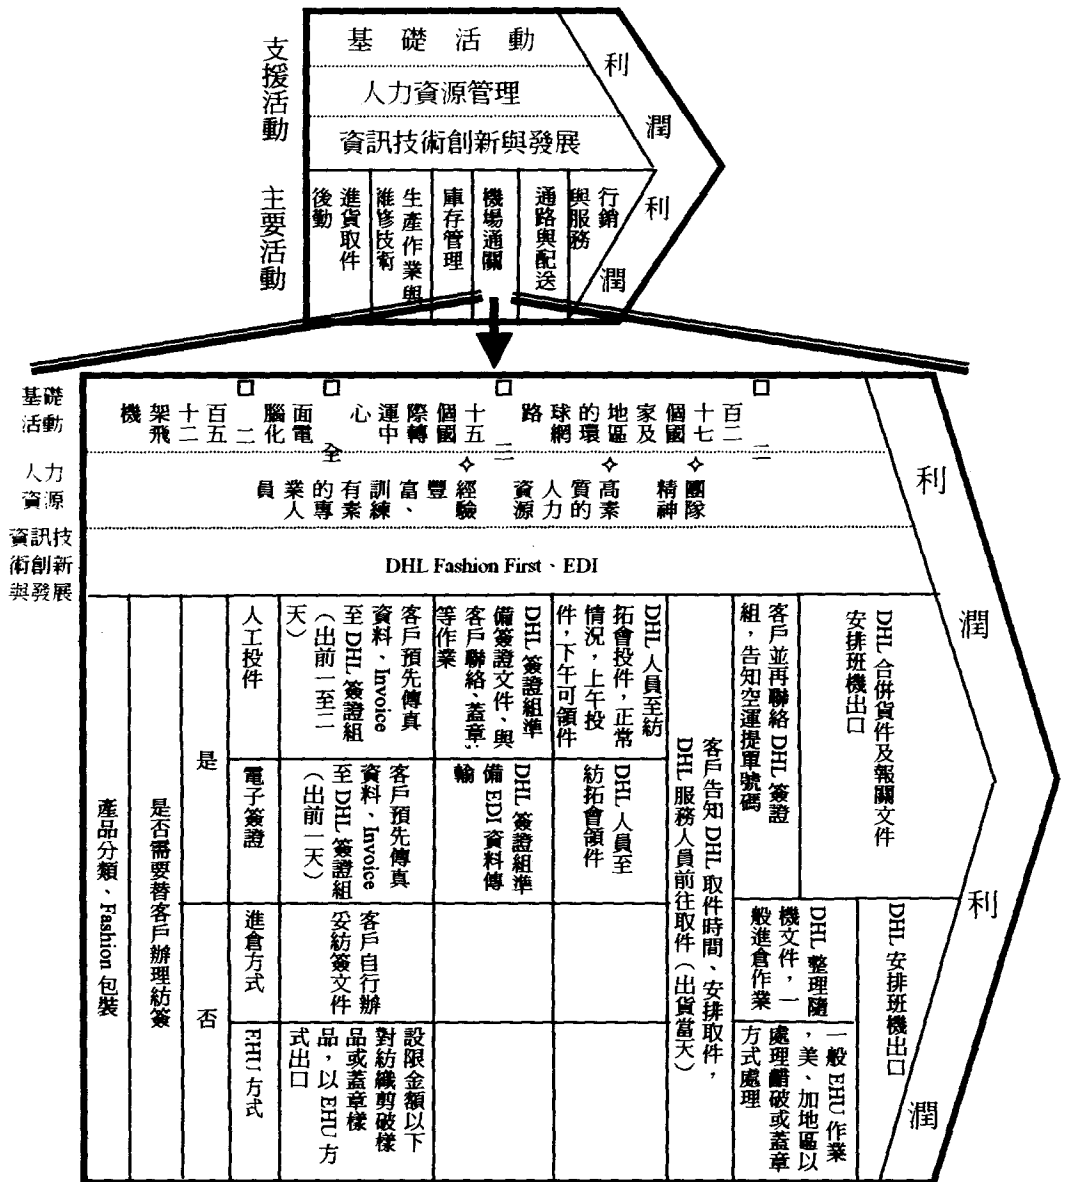 支援活動
基礎活動
人力資源管理
資訊技術創新與發展
利潤
主要活動
進貨取件
後勤
生產作業與
維修技術
庫存管理
機場通關
通路與配送
行銷
與服務
利潤
基礎
活動
□二
百二
十七
個國
家及
地區
的環
球網
路
□三
十五
個國
際轉
運中
心
□全
面電
腦化
□二
百五
十二
架飛
機
人力
資源
◇團隊
精神
◇高素
質的
人力
資源
◇經驗
豐
富、
訓練
有素
的專
業人
員
資訊技
術創新
與發展
DHL Fashion First、EDI
利潤
產品分類、Fashion 包裝
是否需要替客戶辦理紡簽
是
否
人工投件
客戶預先傳真
資料、Invoice
至 DHL 簽證組
（出前一至二
天）
DHL 簽證組準
備簽證文件、與
客戶聯絡、蓋章;
等作業
DHL 人員至紡
拓會投件，正常
情況，上午投
件，下午可領件
電子簽證
客戶預先傳真
資料、Invoice
至 DHL 簽證組
（出前一天）
DHL 簽證組準
備 EDI 資料傳
輸
DHL 人員至
紡拓會領件
進倉方式
客戶自行辦
妥紡簽文件
EHU 方式
設限金額以下
對紡織剪破樣
品或蓋章樣
品，以 EHU 方
式出口
客戶告知 DHL 取件時間、安排取件，
DHL 服務人員前往取件（出貨當天）
客戶並再聯絡 DHL 簽證
組，告知空運提單號碼
DHL 合併貨件及報關文件
安排班機出口
DHL 整理隨
機文件，一
般進倉作業
一般 EHU 作業
，美、加地區以
處理醋破或蓋章
方式處理
DHL 安排班機出口
利潤